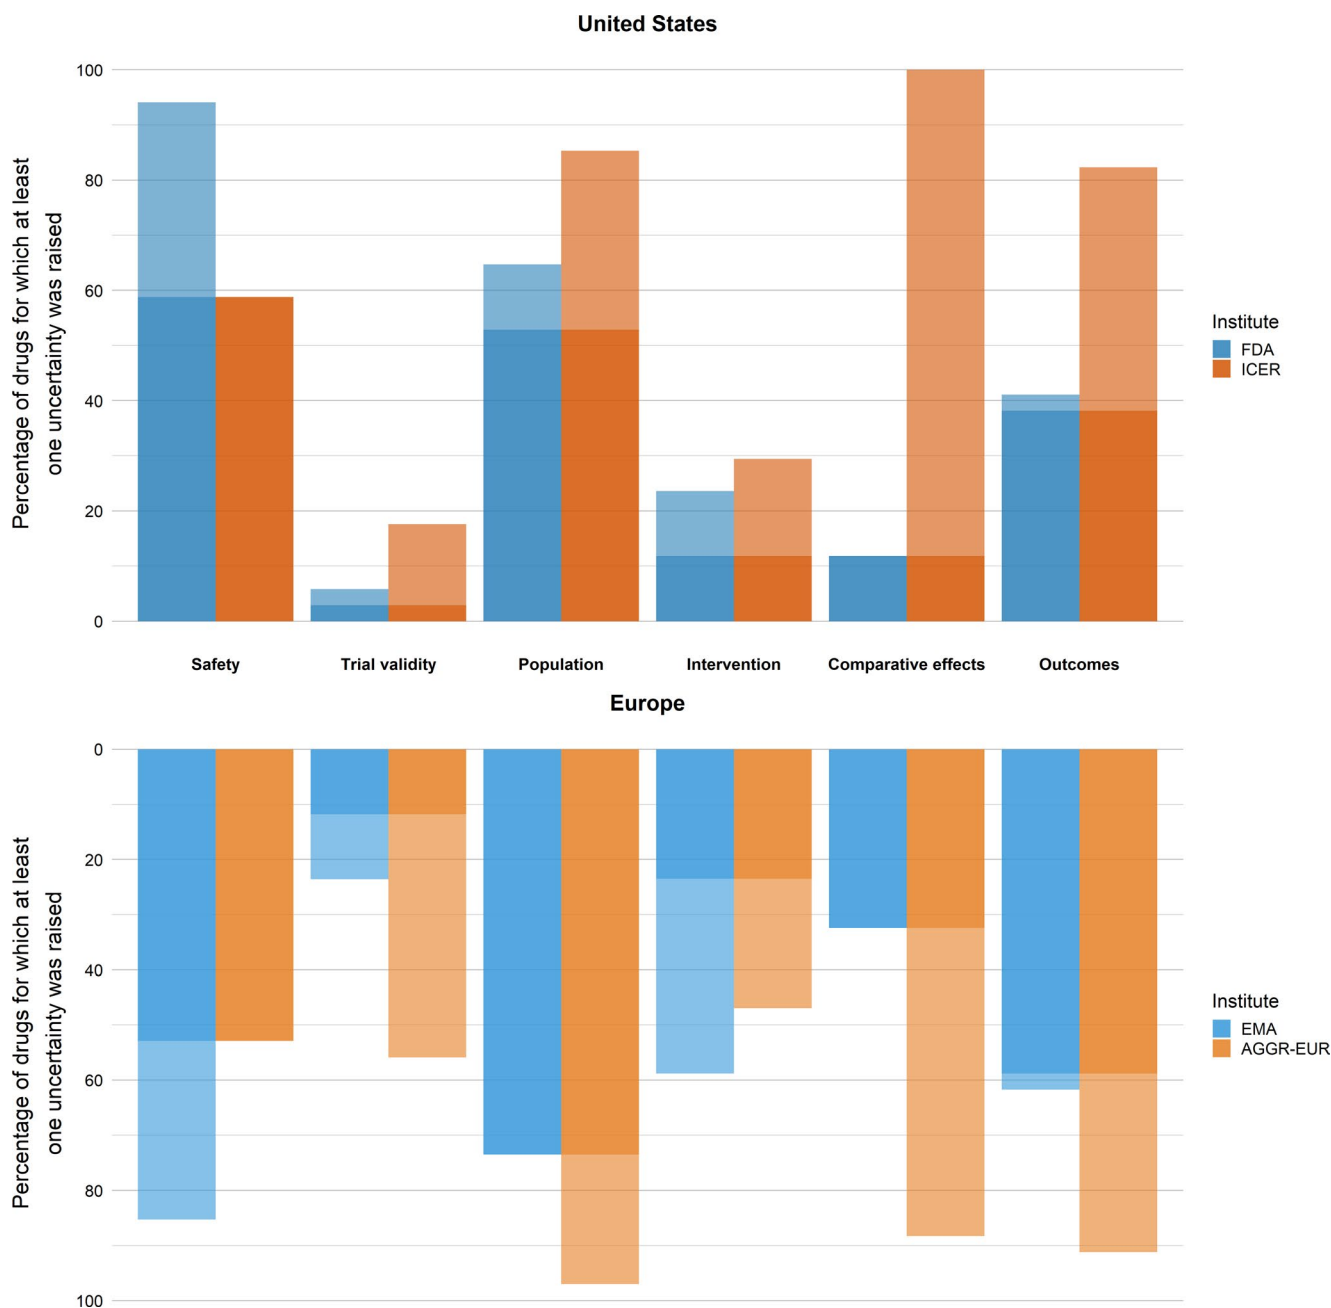 United States
Percentage of drugs for which at least
one uncertainty was raised
100
80
60
40
20
0
Safety
Trial validity
Population
Intervention
Comparative effects
Outcomes
Institute
FDA
ICER
Europe
Percentage of drugs for which at least
one uncertainty was raised
0
20
40
60
80
100
Institute
EMA
AGGR-EUR